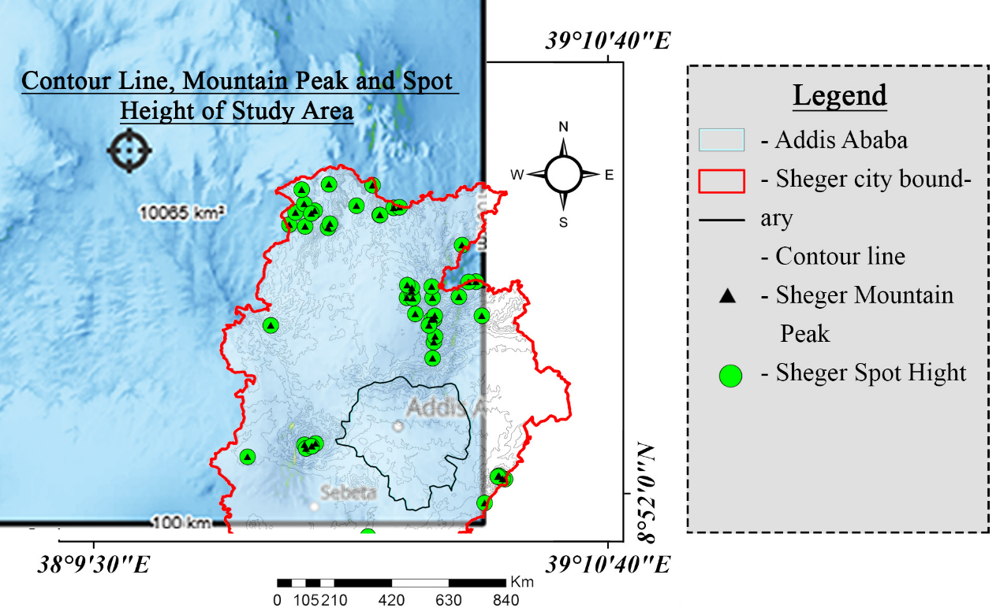 39°10'40"E
Contour Line, Mountain Peak and Spot
Height of Study Area
10065 km²
N
W
E
S
Addis A
Sebeta
100 km
8°52'0"N
38°9'30"E
39°10'40"E
Km
0 105 210 420 630 840
Legend
- Addis Ababa
- Sheger city bound-
ary
- Contour line
- Sheger Mountain
Peak
- Sheger Spot Hight